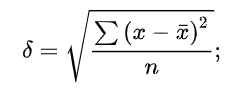 δ = √(∑ (x − x̄)² / n);